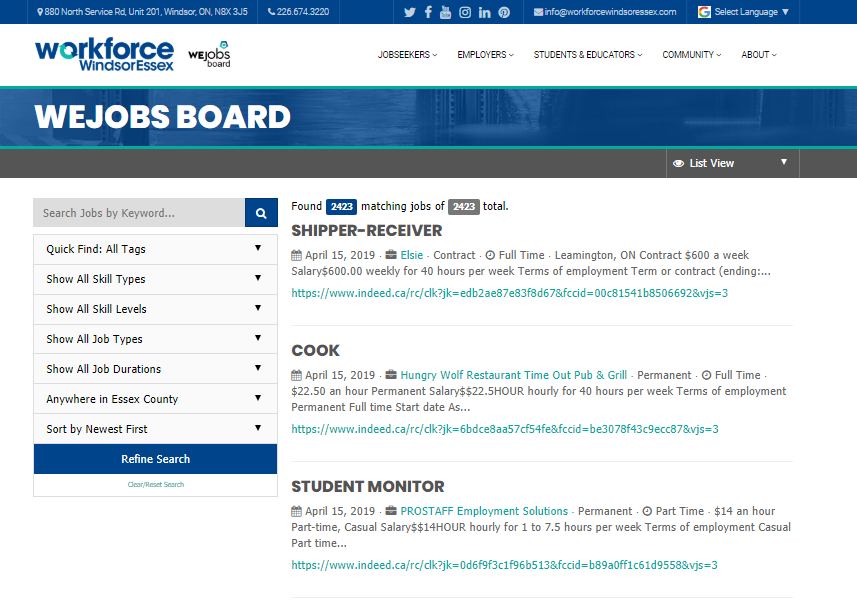 880 North Service Rd, Unit 201, Windsor, ON, N8X 3J5
226.674.3220
info@workforcewindsoressex.com
Select Language ▼
workforce
WindsorEssex
wejobs
board
JOBSEEKERS
EMPLOYERS
STUDENTS & EDUCATORS
COMMUNITY
ABOUT
WEJOBS BOARD
List View ▼
Search Jobs by Keyword...
Quick Find: All Tags ▼
Show All Skill Types ▼
Show All Skill Levels ▼
Show All Job Types ▼
Show All Job Durations ▼
Anywhere in Essex County ▼
Sort by Newest First ▼
Refine Search
Clear/Reset Search
Found 2423 matching jobs of 2423 total.
SHIPPER-RECEIVER
April 15, 2019 · Elsie · Contract · Full Time · Leamington, ON Contract $600 a week
Salary$600.00 weekly for 40 hours per week Terms of employment Term or contract (ending:...
https://www.indeed.ca/rc/clk?jk=edb2ae87e83f8d67&fccid=00c81541b8506692&vjs=3
COOK
April 15, 2019 · Hungry Wolf Restaurant Time Out Pub & Grill · Permanent · Full Time ·
$22.50 an hour Permanent Salary$$22.5HOUR hourly for 40 hours per week Terms of employment
Permanent Full time Start date As...
https://www.indeed.ca/rc/clk?jk=6bdce8aa57cf54fe&fccid=be3078f43c9ecc87&vjs=3
STUDENT MONITOR
April 15, 2019 · PROSTAFF Employment Solutions · Permanent · Part Time · $14 an hour
Part-time, Casual Salary$$14HOUR hourly for 1 to 7.5 hours per week Terms of employment Casual
Part time...
https://www.indeed.ca/rc/clk?jk=0d6f9f3c1f96b513&fccid=b89a0ff1c61d9558&vjs=3